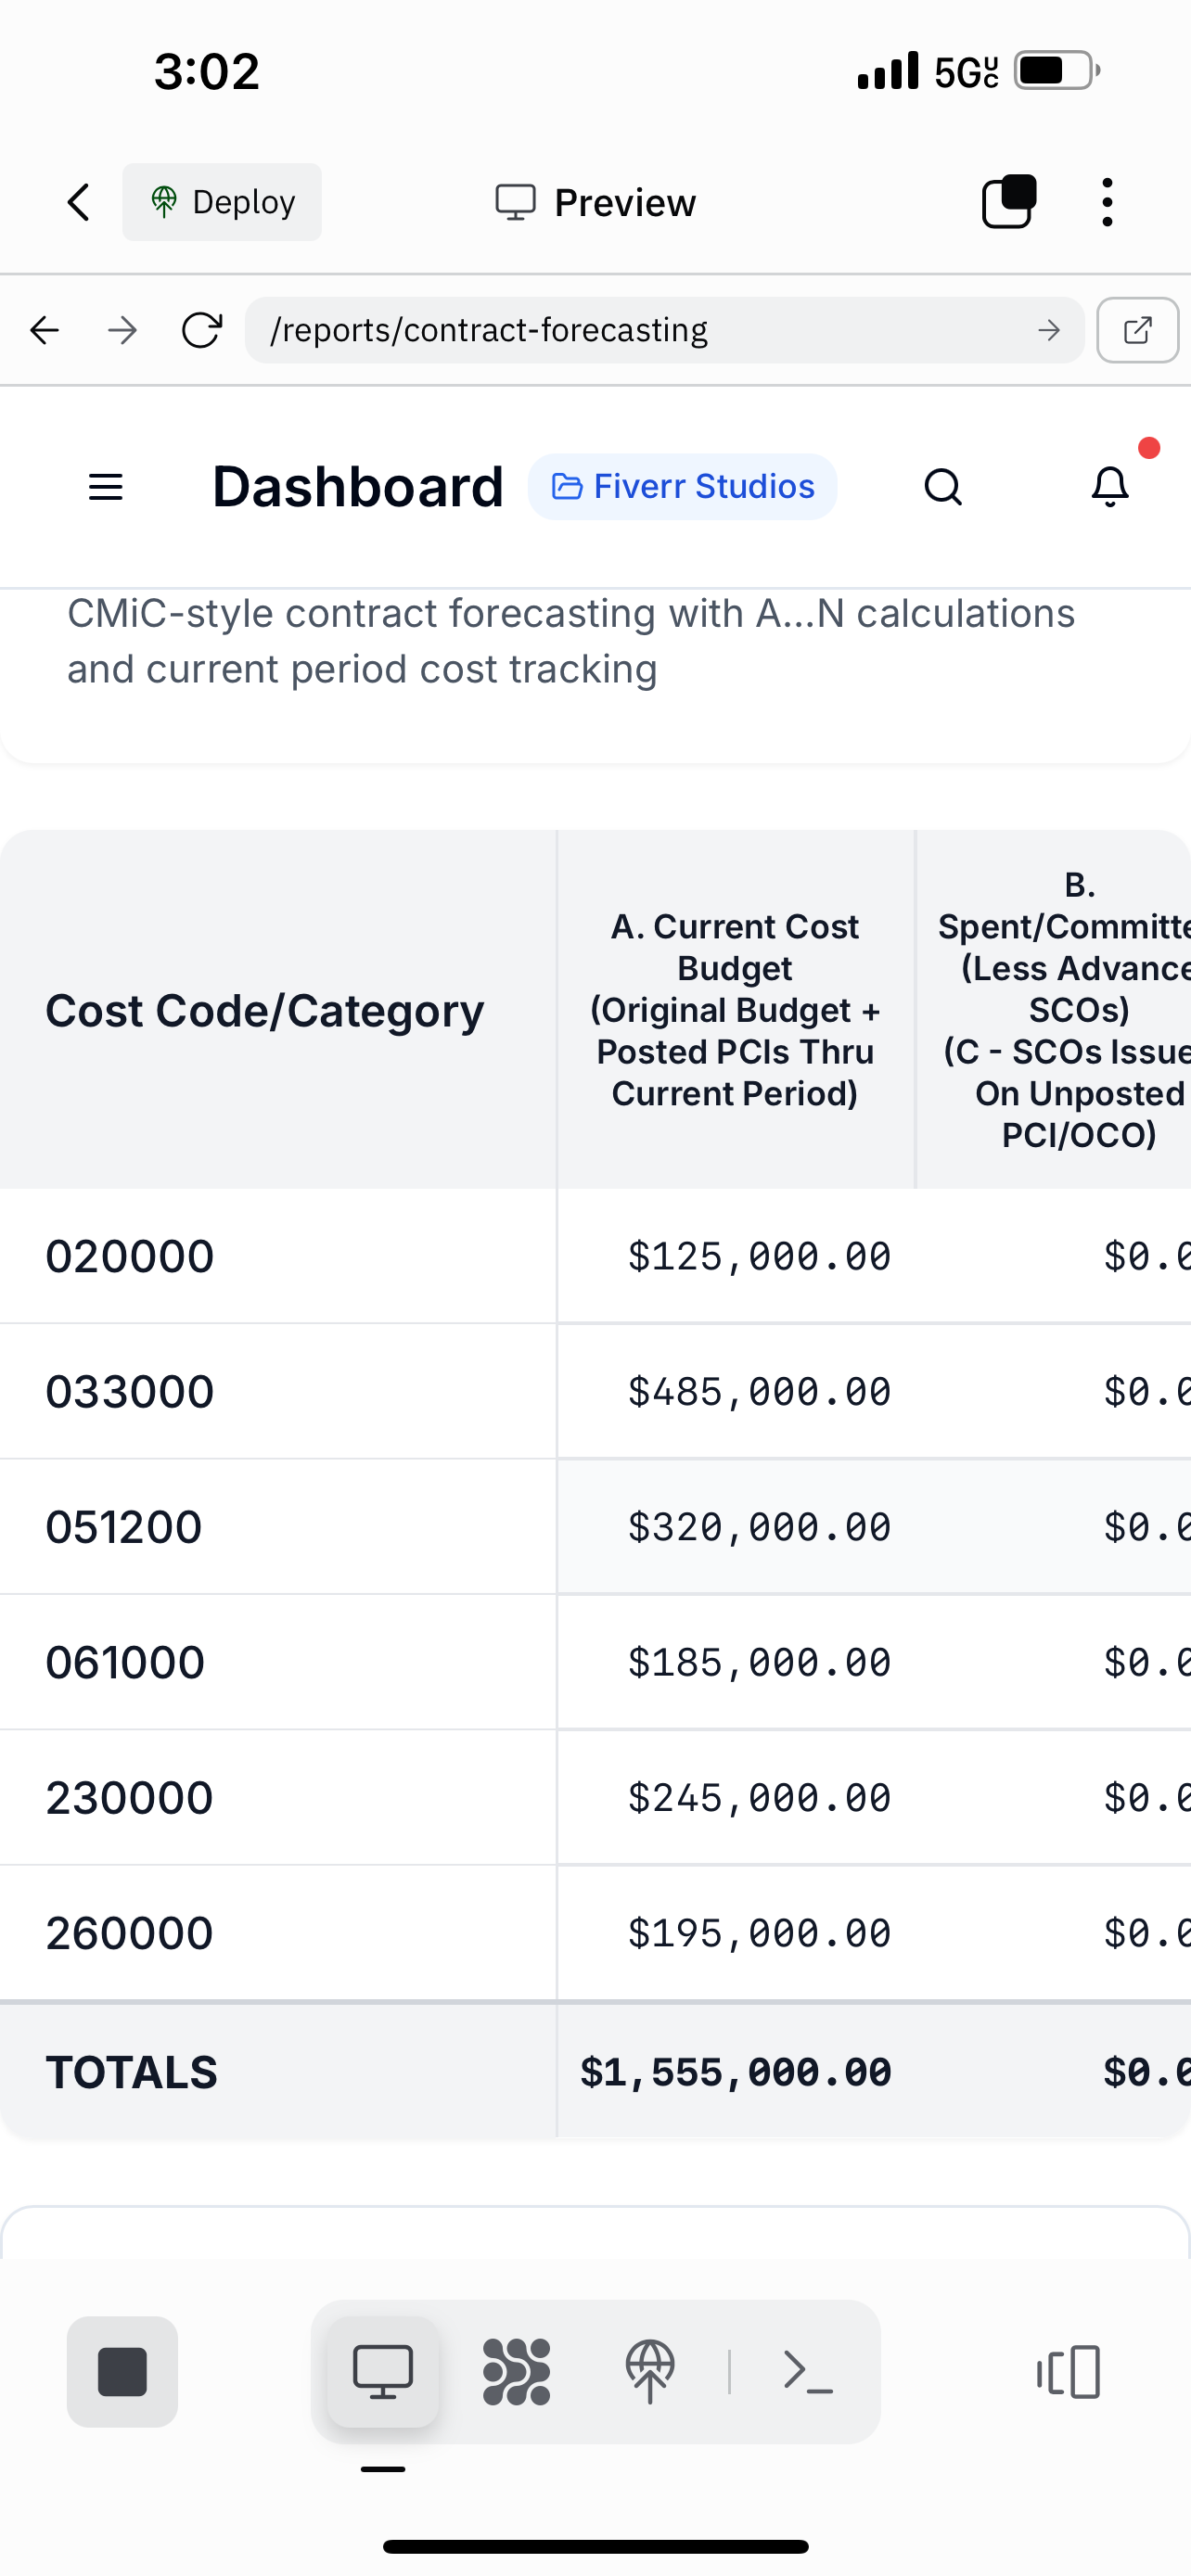 3:02
5GUC
Deploy
Preview
/reports/contract-forecasting
Dashboard
Fiverr Studios
CMiC-style contract forecasting with A...N calculations
and current period cost tracking
Cost Code/Category
A. Current Cost
Budget
(Original Budget +
Posted PCIs Thru
Current Period)
B.
Spent/Committe
(Less Advance
SCOs)
(C - SCOs Issue
On Unposted
PCI/OCO)
020000 $125,000.00 $0.0
033000 $485,000.00 $0.0
051200 $320,000.00 $0.0
061000 $185,000.00 $0.0
230000 $245,000.00 $0.0
260000 $195,000.00 $0.0
TOTALS $1,555,000.00 $0.0